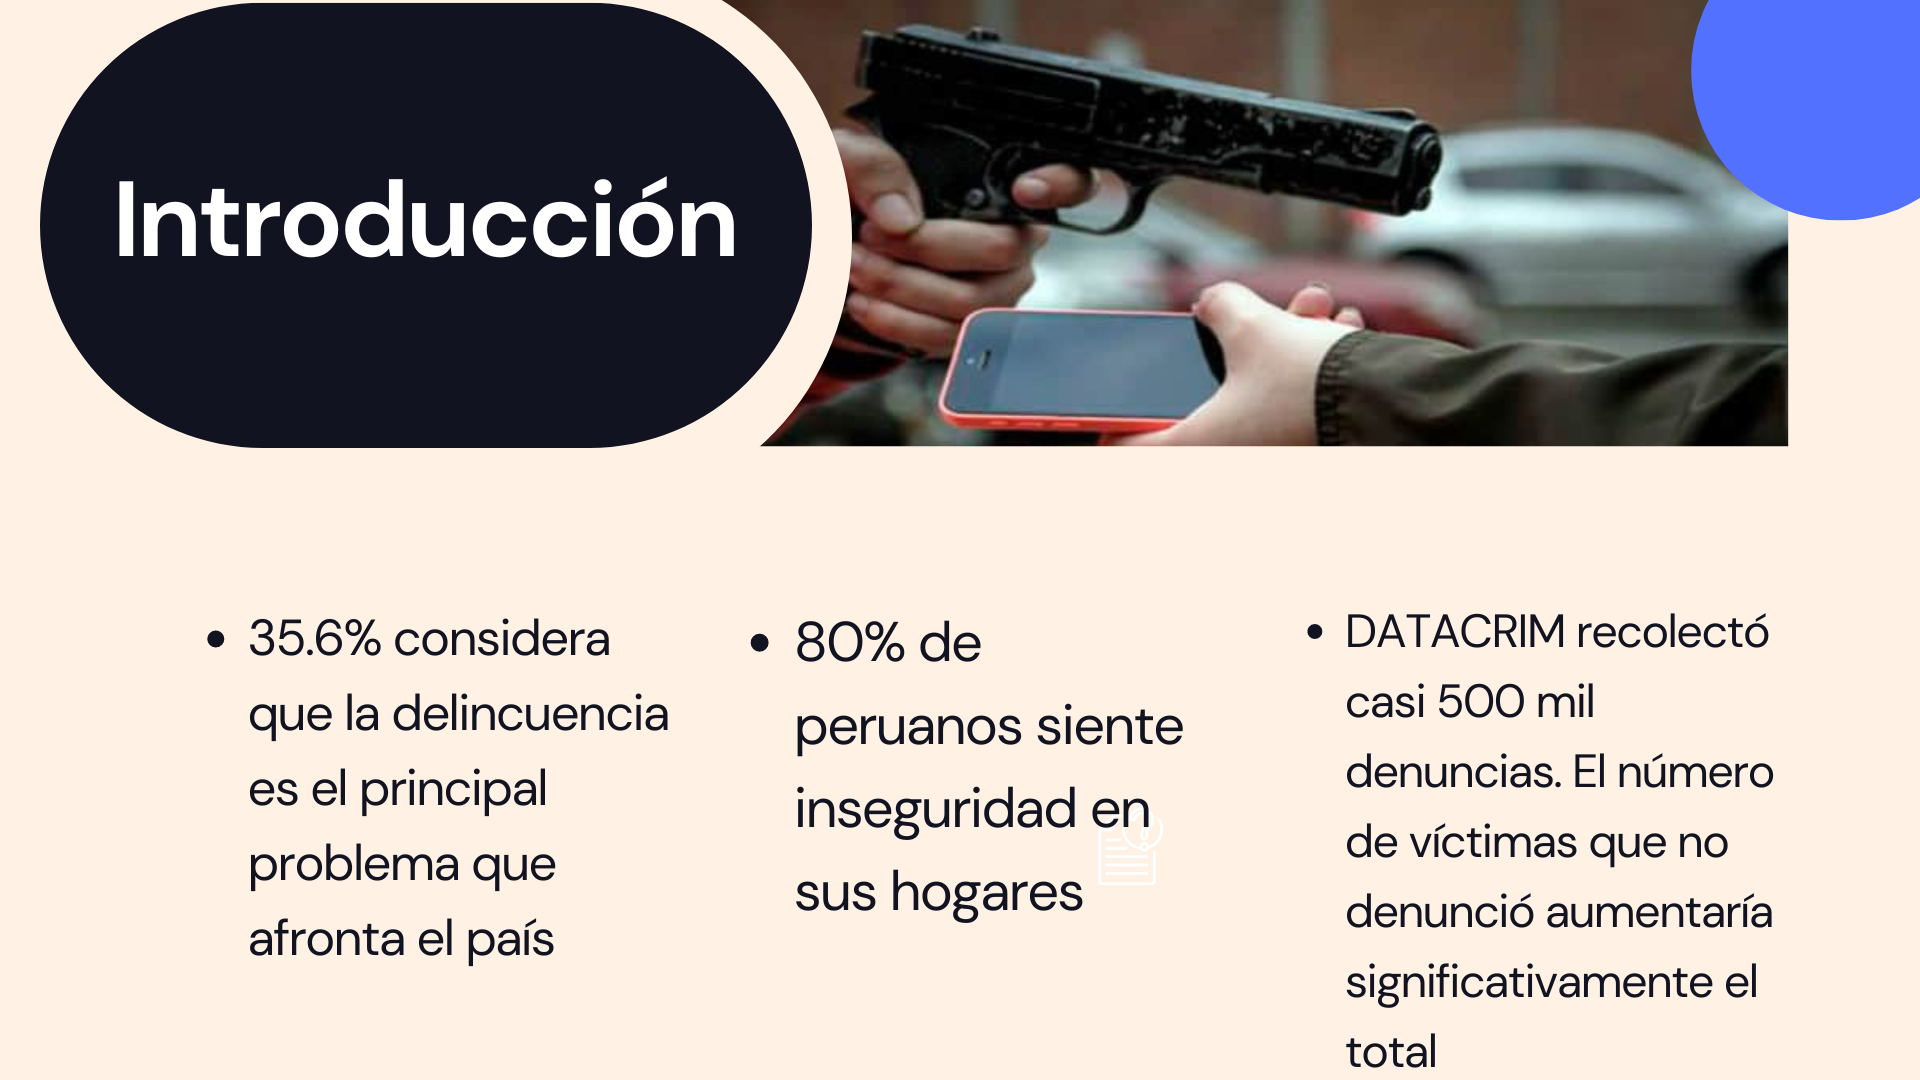 Introducción
• 35.6% considera
que la delincuencia
es el principal
problema que
afronta el país
• 80% de
peruanos siente
inseguridad en
sus hogares
• DATACRIM recolectó
casi 500 mil
denuncias. El número
de víctimas que no
denunció aumentaría
significativamente el
total